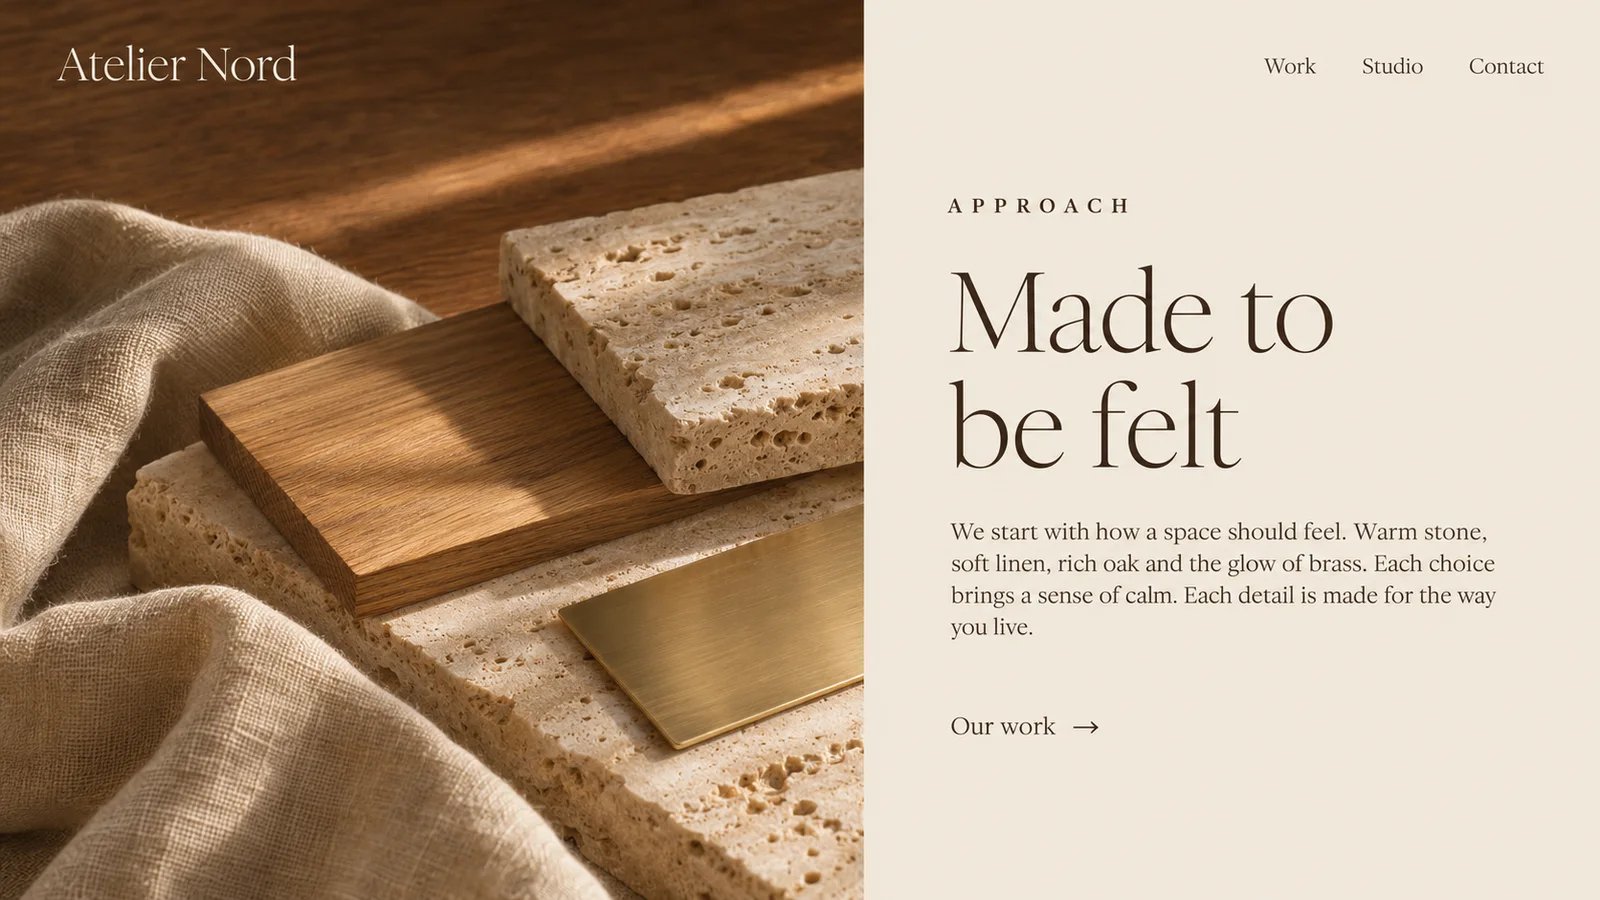 Atelier Nord
Work Studio Contact
APPROACH
Made to
be felt
We start with how a space should feel. Warm stone,
soft linen, rich oak and the glow of brass. Each choice
brings a sense of calm. Each detail is made for the way
you live.
Our work →